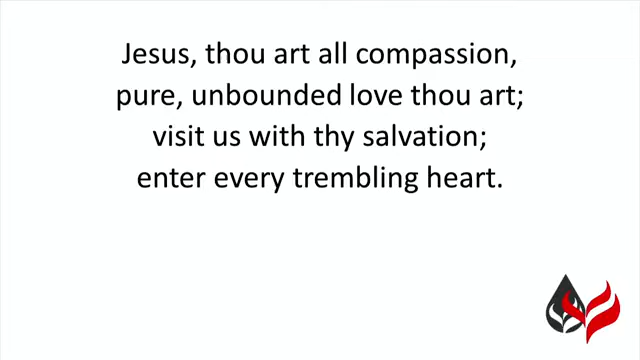 Jesus, thou art all compassion,
pure, unbounded love thou art;
visit us with thy salvation;
enter every trembling heart.